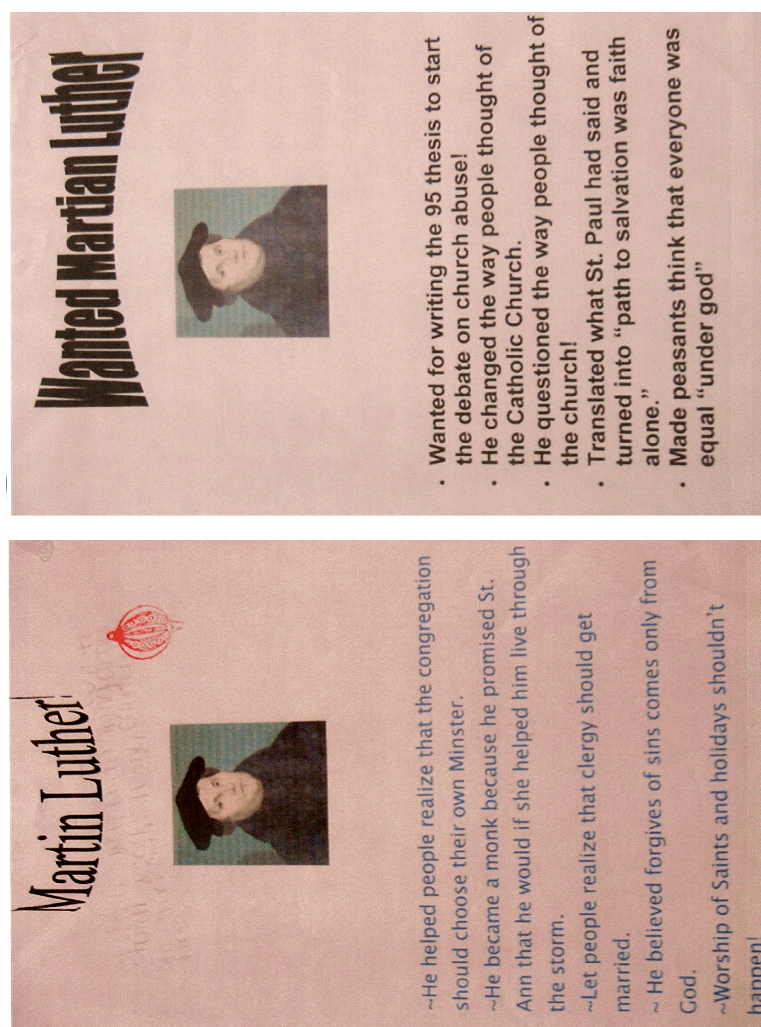 Wanted Martian Luther
• Wanted for writing the 95 thesis to start
the debate on church abuse!
• He changed the way people thought of
the Catholic Church.
• He questioned the way people thought of
the church!
• Translated what St. Paul had said and
turned into “path to salvation was faith
alone.”
• Made peasants think that everyone was
equal “under god”
Martin Luther!
~He helped people realize that the congregation
should choose their own Minster.
~He became a monk because he promised St.
Ann that he would if she helped him live through
the storm.
~Let people realize that clergy should get
married.
~ He believed forgives of sins comes only from
God.
~Worship of Saints and holidays shouldn’t
happen!